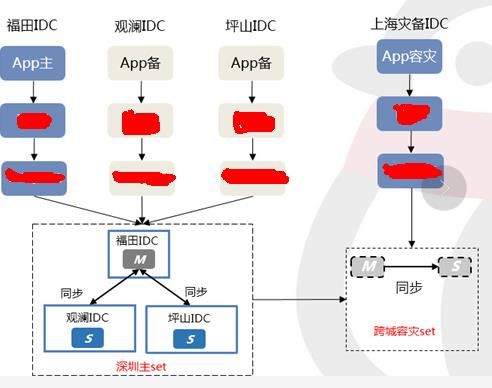 福田IDC
观澜IDC
坪山IDC
上海灾备IDC
App主
App备
App备
App容灾
福田IDC
M
同步
同步
观澜IDC
S
坪山IDC
S
深圳主set
M
S
同步
跨城容灾set